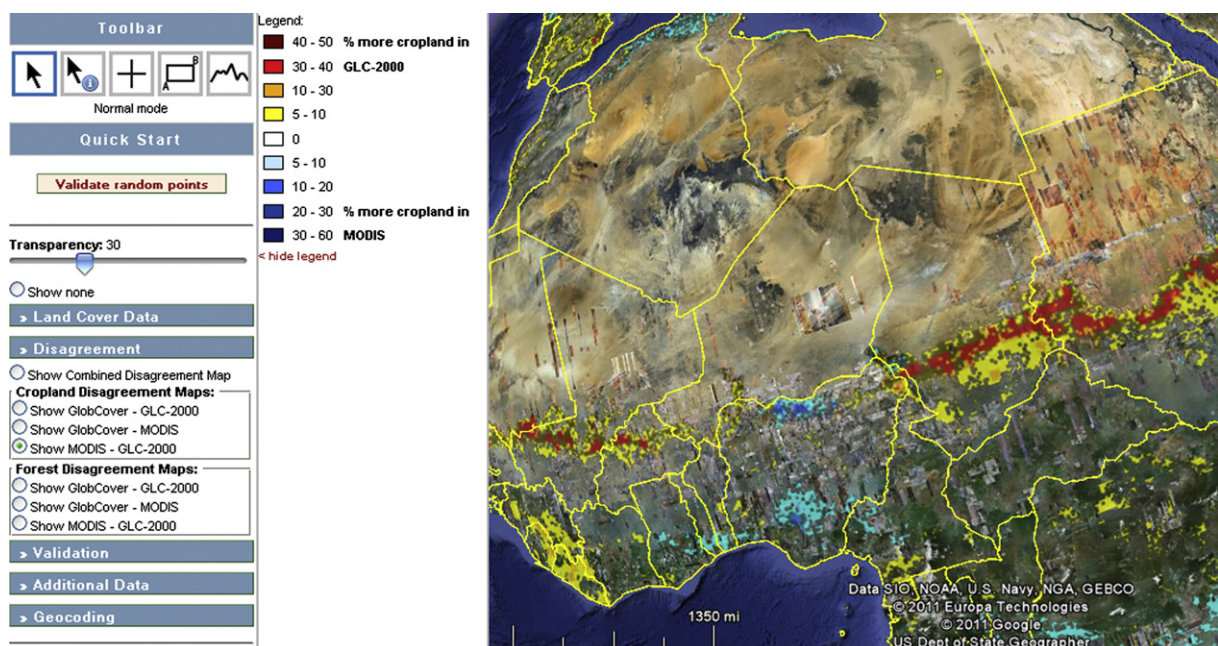 Toolbar
A
B
Normal mode
Quick Start
Validate random points
Transparency: 30
Show none
» Land Cover Data
» Disagreement
Show Combined Disagreement Map
Cropland Disagreement Maps:
Show GlobCover - GLC-2000
Show GlobCover - MODIS
Show MODIS - GLC-2000
Forest Disagreement Maps:
Show GlobCover - GLC-2000
Show GlobCover - MODIS
Show MODIS - GLC-2000
» Validation
» Additional Data
» Geocoding
Legend:
40 - 50 % more cropland in
30 - 40 GLC-2000
10 - 30
5 - 10
0
5 - 10
10 - 20
20 - 30 % more cropland in
30 - 60 MODIS
< hide legend
Data SIO, NOAA, U.S. Navy, NGA, GEBCO
© 2011 Europa Technologies
1350 mi
© 2011 Google
US Dept of State Geographer